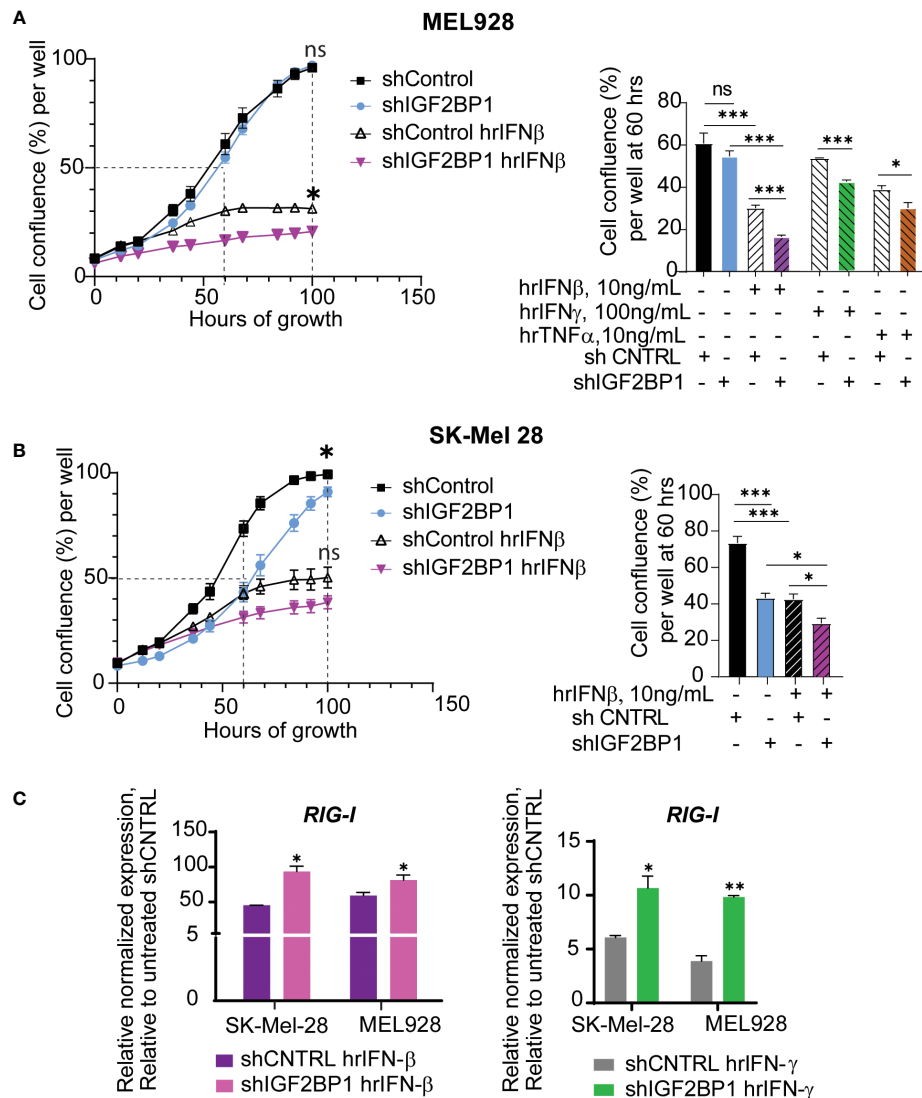 A
MEL928
Cell confluence (%) per well
100
50
0
0
50
100
150
Hours of growth
ns
*
shControl
shIGF2BP1
shControl hrIFNβ
shIGF2BP1 hrIFNβ
Cell confluence (%)
per well at 60 hrs
80
60
40
20
0
ns
***
***
***
***
*
hrIFNβ, 10ng/mL - - + + - - - -
hrIFNγ, 100ng/mL - - - - + + - -
hrTNFα,10ng/mL - - - - - - + +
sh CNTRL + - + - + - + -
shIGF2BP1 - + - + - + - +
B
SK-Mel 28
Cell confluence (%) per well
100
50
0
0
50
100
150
Hours of growth
*
ns
shControl
shIGF2BP1
shControl hrIFNβ
shIGF2BP1 hrIFNβ
Cell confluence (%)
per well at 60 hrs
100
80
60
40
20
0
***
***
*
*
hrIFNβ, 10ng/mL - - + +
sh CNTRL + - + -
shIGF2BP1 - + - +
C
RIG-I
Relative normalized expression,
Relative to untreated shCNTRL
150
100
50
5
0
*
*
SK-Mel-28 MEL928
shCNTRL hrIFN-β
shIGF2BP1 hrIFN-β
RIG-I
Relative normalized expression,
Relative to untreated shCNTRL
15
10
5
0
*
**
SK-Mel-28 MEL928
shCNTRL hrIFN-γ
shIGF2BP1 hrIFN-γ